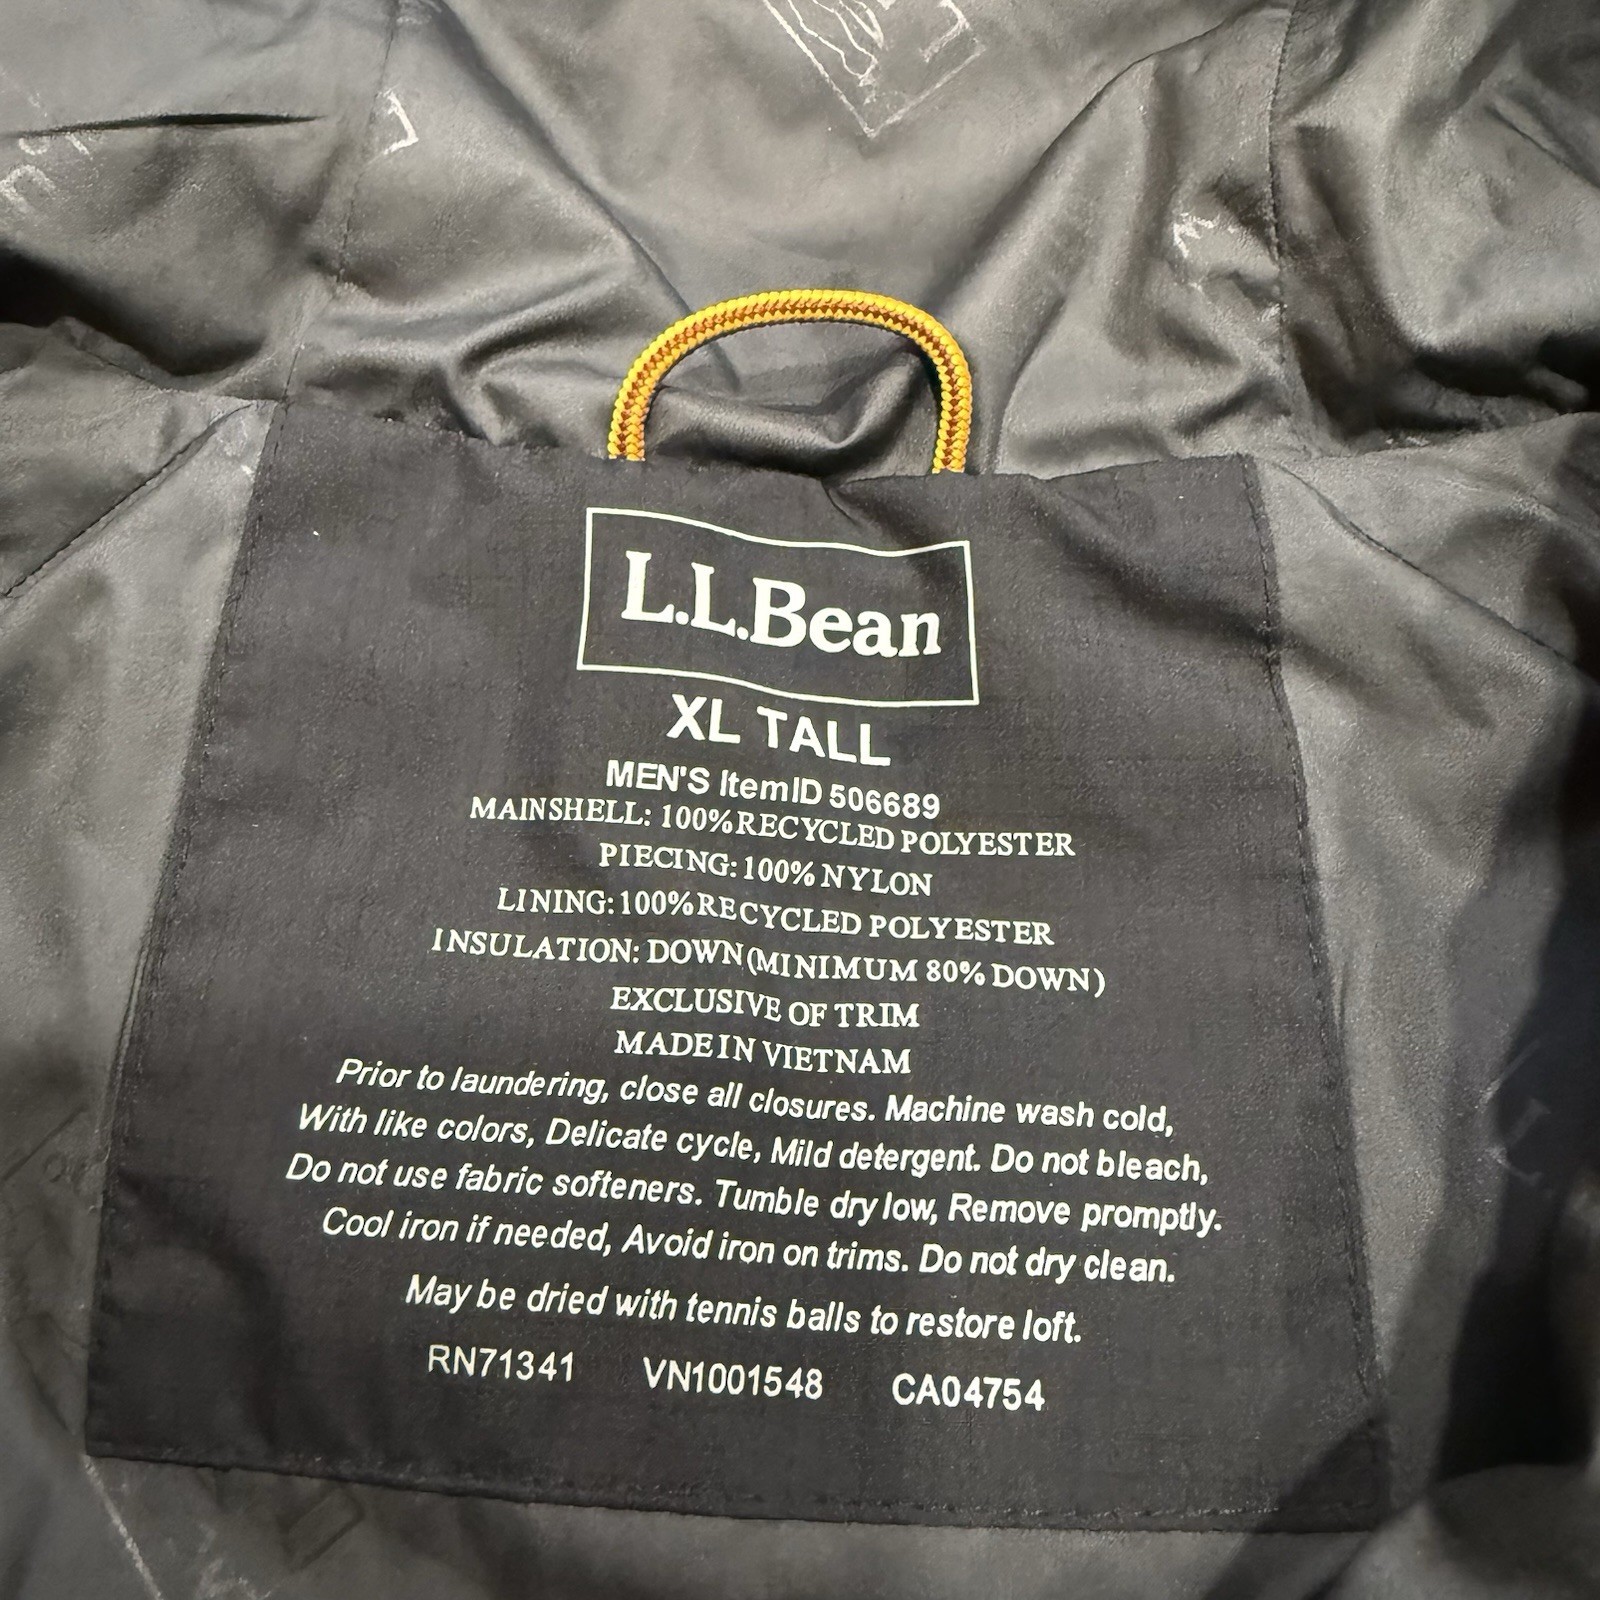 L.L.Bean
XL TALL
MEN'S ItemID 506689
MAINSHELL: 100% RECYCLED POLYESTER
PIECING: 100% NYLON
LINING: 100% RECYCLED POLYESTER
INSULATION: DOWN (MINIMUM 80% DOWN)
EXCLUSIVE OF TRIM
MADE IN VIETNAM
Prior to laundering, close all closures. Machine wash cold,
With like colors, Delicate cycle, Mild detergent. Do not bleach,
Do not use fabric softeners. Tumble dry low, Remove promptly.
Cool iron if needed, Avoid iron on trims. Do not dry clean.
May be dried with tennis balls to restore loft.
RN71341 VN1001548 CA04754